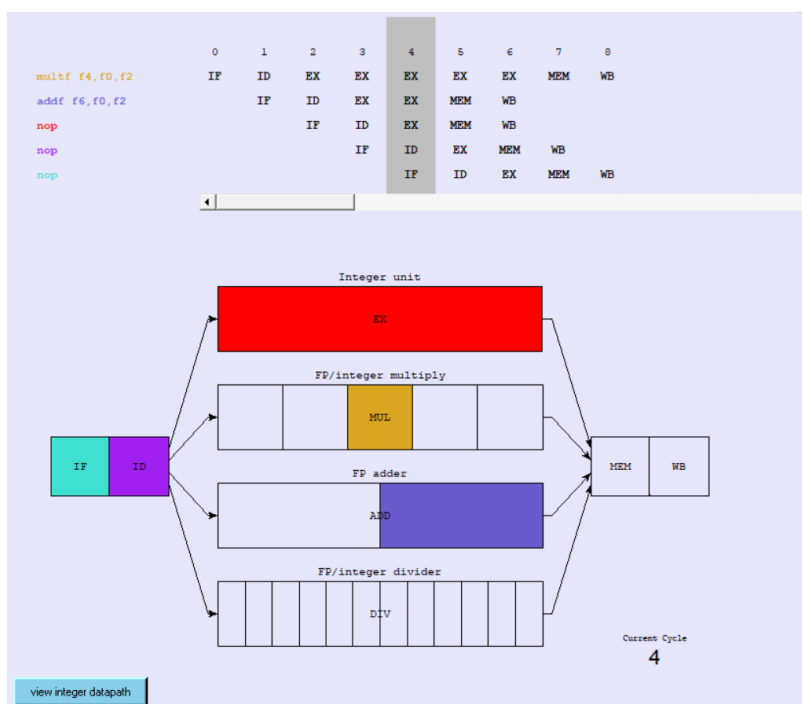 0 1 2 3 4 5 6 7 8
multf f4,f0,f2 IF ID EX EX EX EX EX MEM WB
addf f6,f0,f2 IF ID EX EX MEM WB
nop IF ID EX MEM WB
nop IF ID EX MEM WB
nop IF ID EX MEM WB
Integer unit
EX
FP/integer multiply
MUL
IF ID
MEM WB
FP adder
ADD
FP/integer divider
DIV
Current Cycle
4
view integer datapath